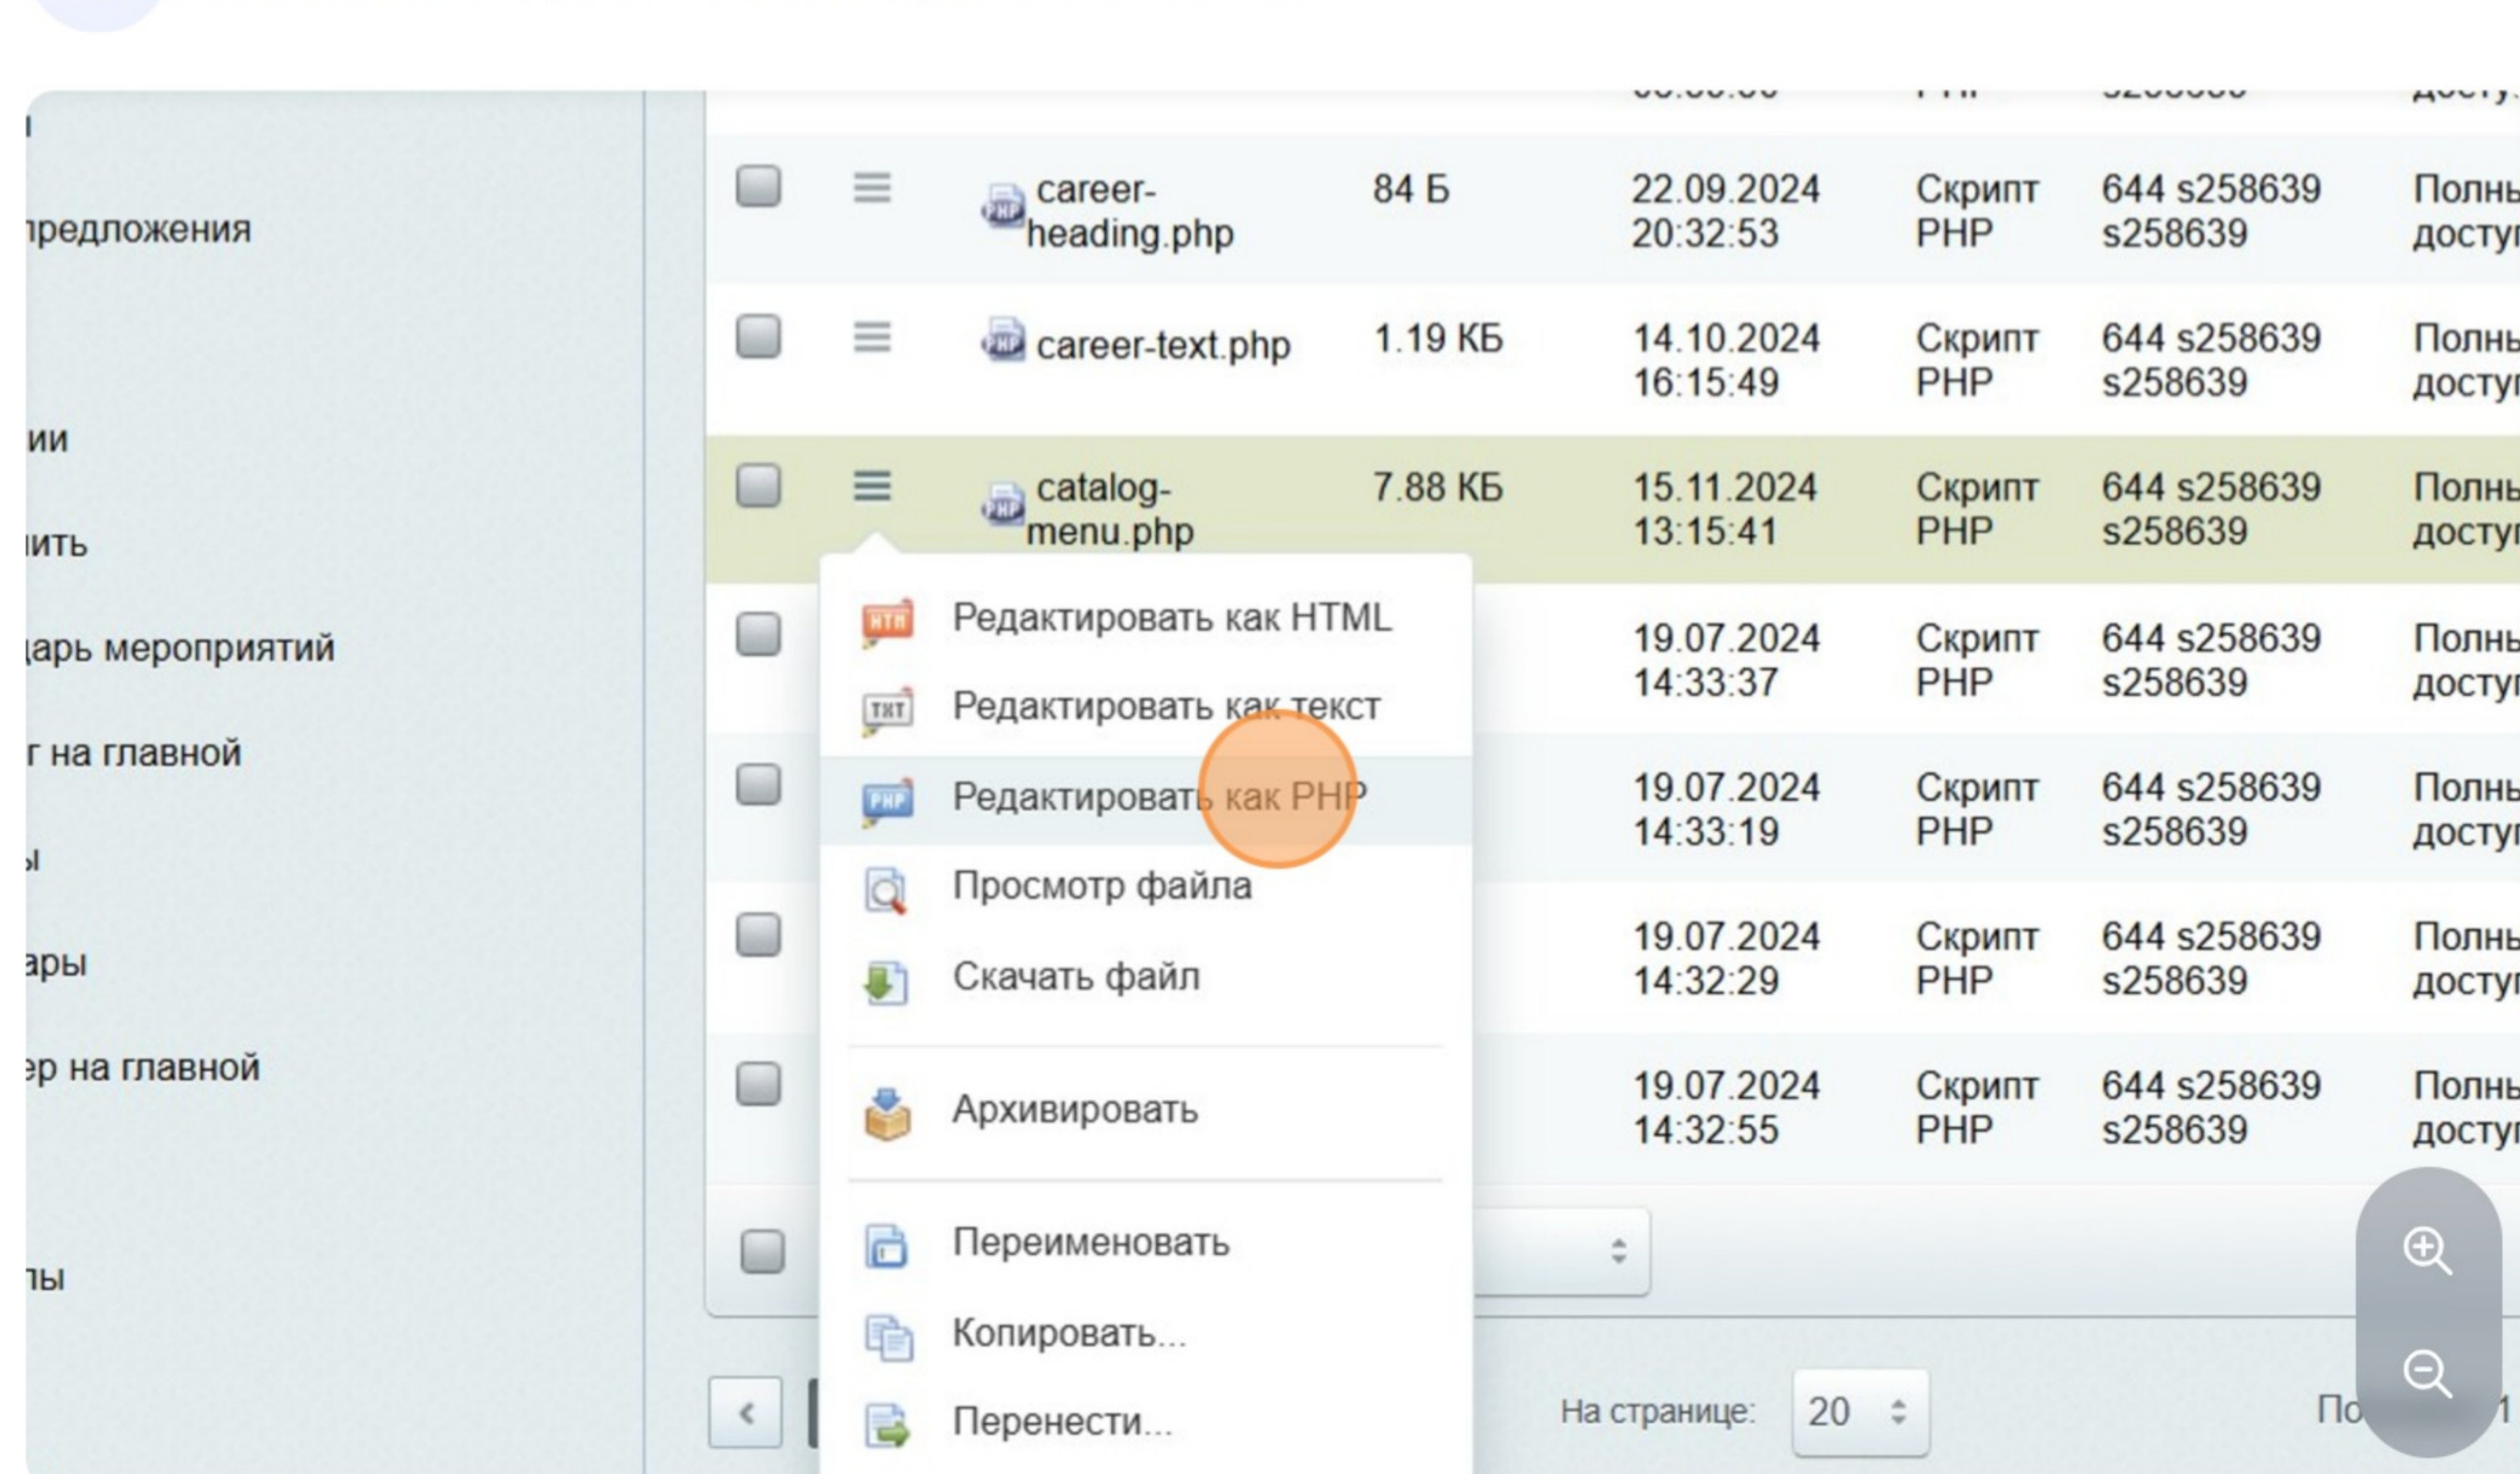 предложения
ии
ить
арь мероприятий
г на главной
ы
ары
ер на главной
лы
career-
heading.php
84 Б
22.09.2024
20:32:53
Скрипт
PHP
644 s258639
s258639
career-text.php
1.19 КБ
14.10.2024
16:15:49
Скрипт
PHP
644 s258639
s258639
catalog-
menu.php
7.88 КБ
15.11.2024
13:15:41
Скрипт
PHP
644 s258639
s258639
Редактировать как HTML
Редактировать как текст
Редактировать как PHP
Просмотр файла
Скачать файл
Архивировать
Переименовать
Копировать...
Перенести...
19.07.2024
14:33:37
Скрипт
PHP
644 s258639
s258639
19.07.2024
14:33:19
Скрипт
PHP
644 s258639
s258639
19.07.2024
14:32:29
Скрипт
PHP
644 s258639
s258639
19.07.2024
14:32:55
Скрипт
PHP
644 s258639
s258639
На странице:
20